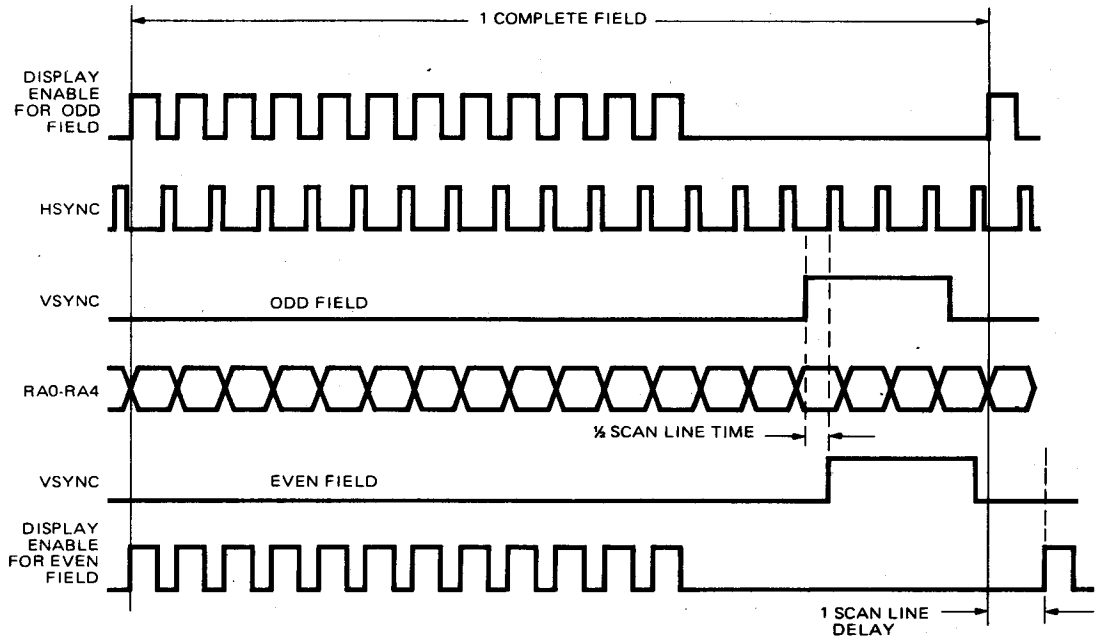 1 COMPLETE FIELD
DISPLAY
ENABLE
FOR ODD
FIELD
HSYNC
VSYNC
ODD FIELD
RA0-RA4
½ SCAN LINE TIME
VSYNC
EVEN FIELD
DISPLAY
ENABLE
FOR EVEN
FIELD
1 SCAN LINE
DELAY